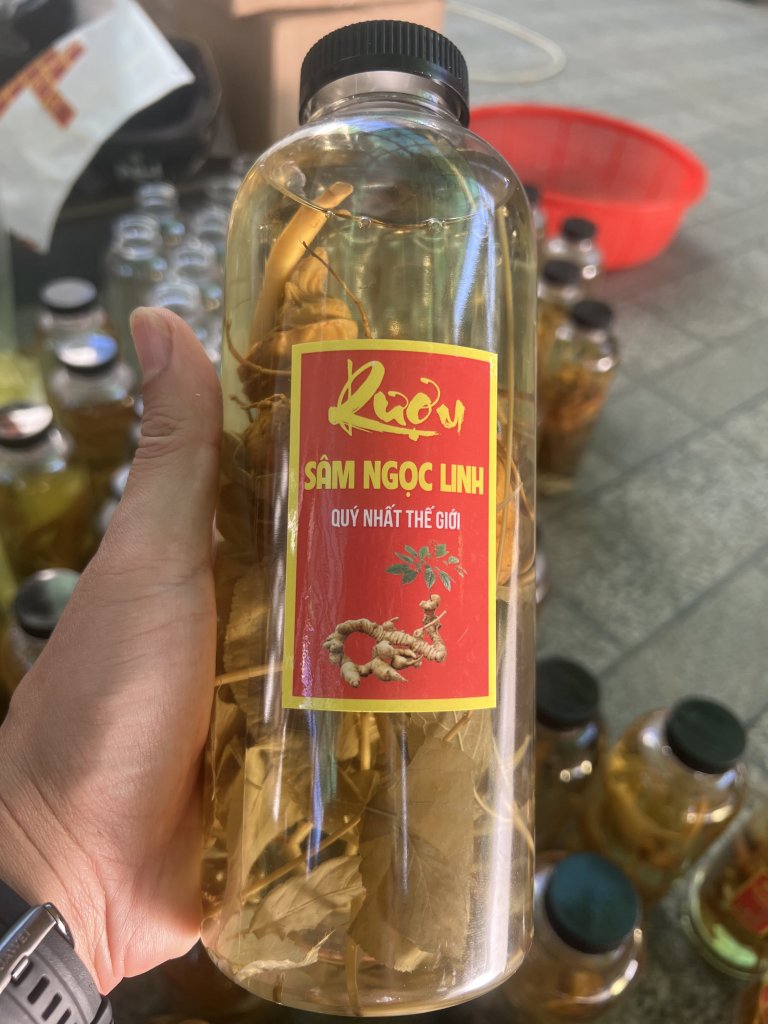 Rượu
SÂM NGỌC LINH
QUÝ NHẤT THẾ GIỚI